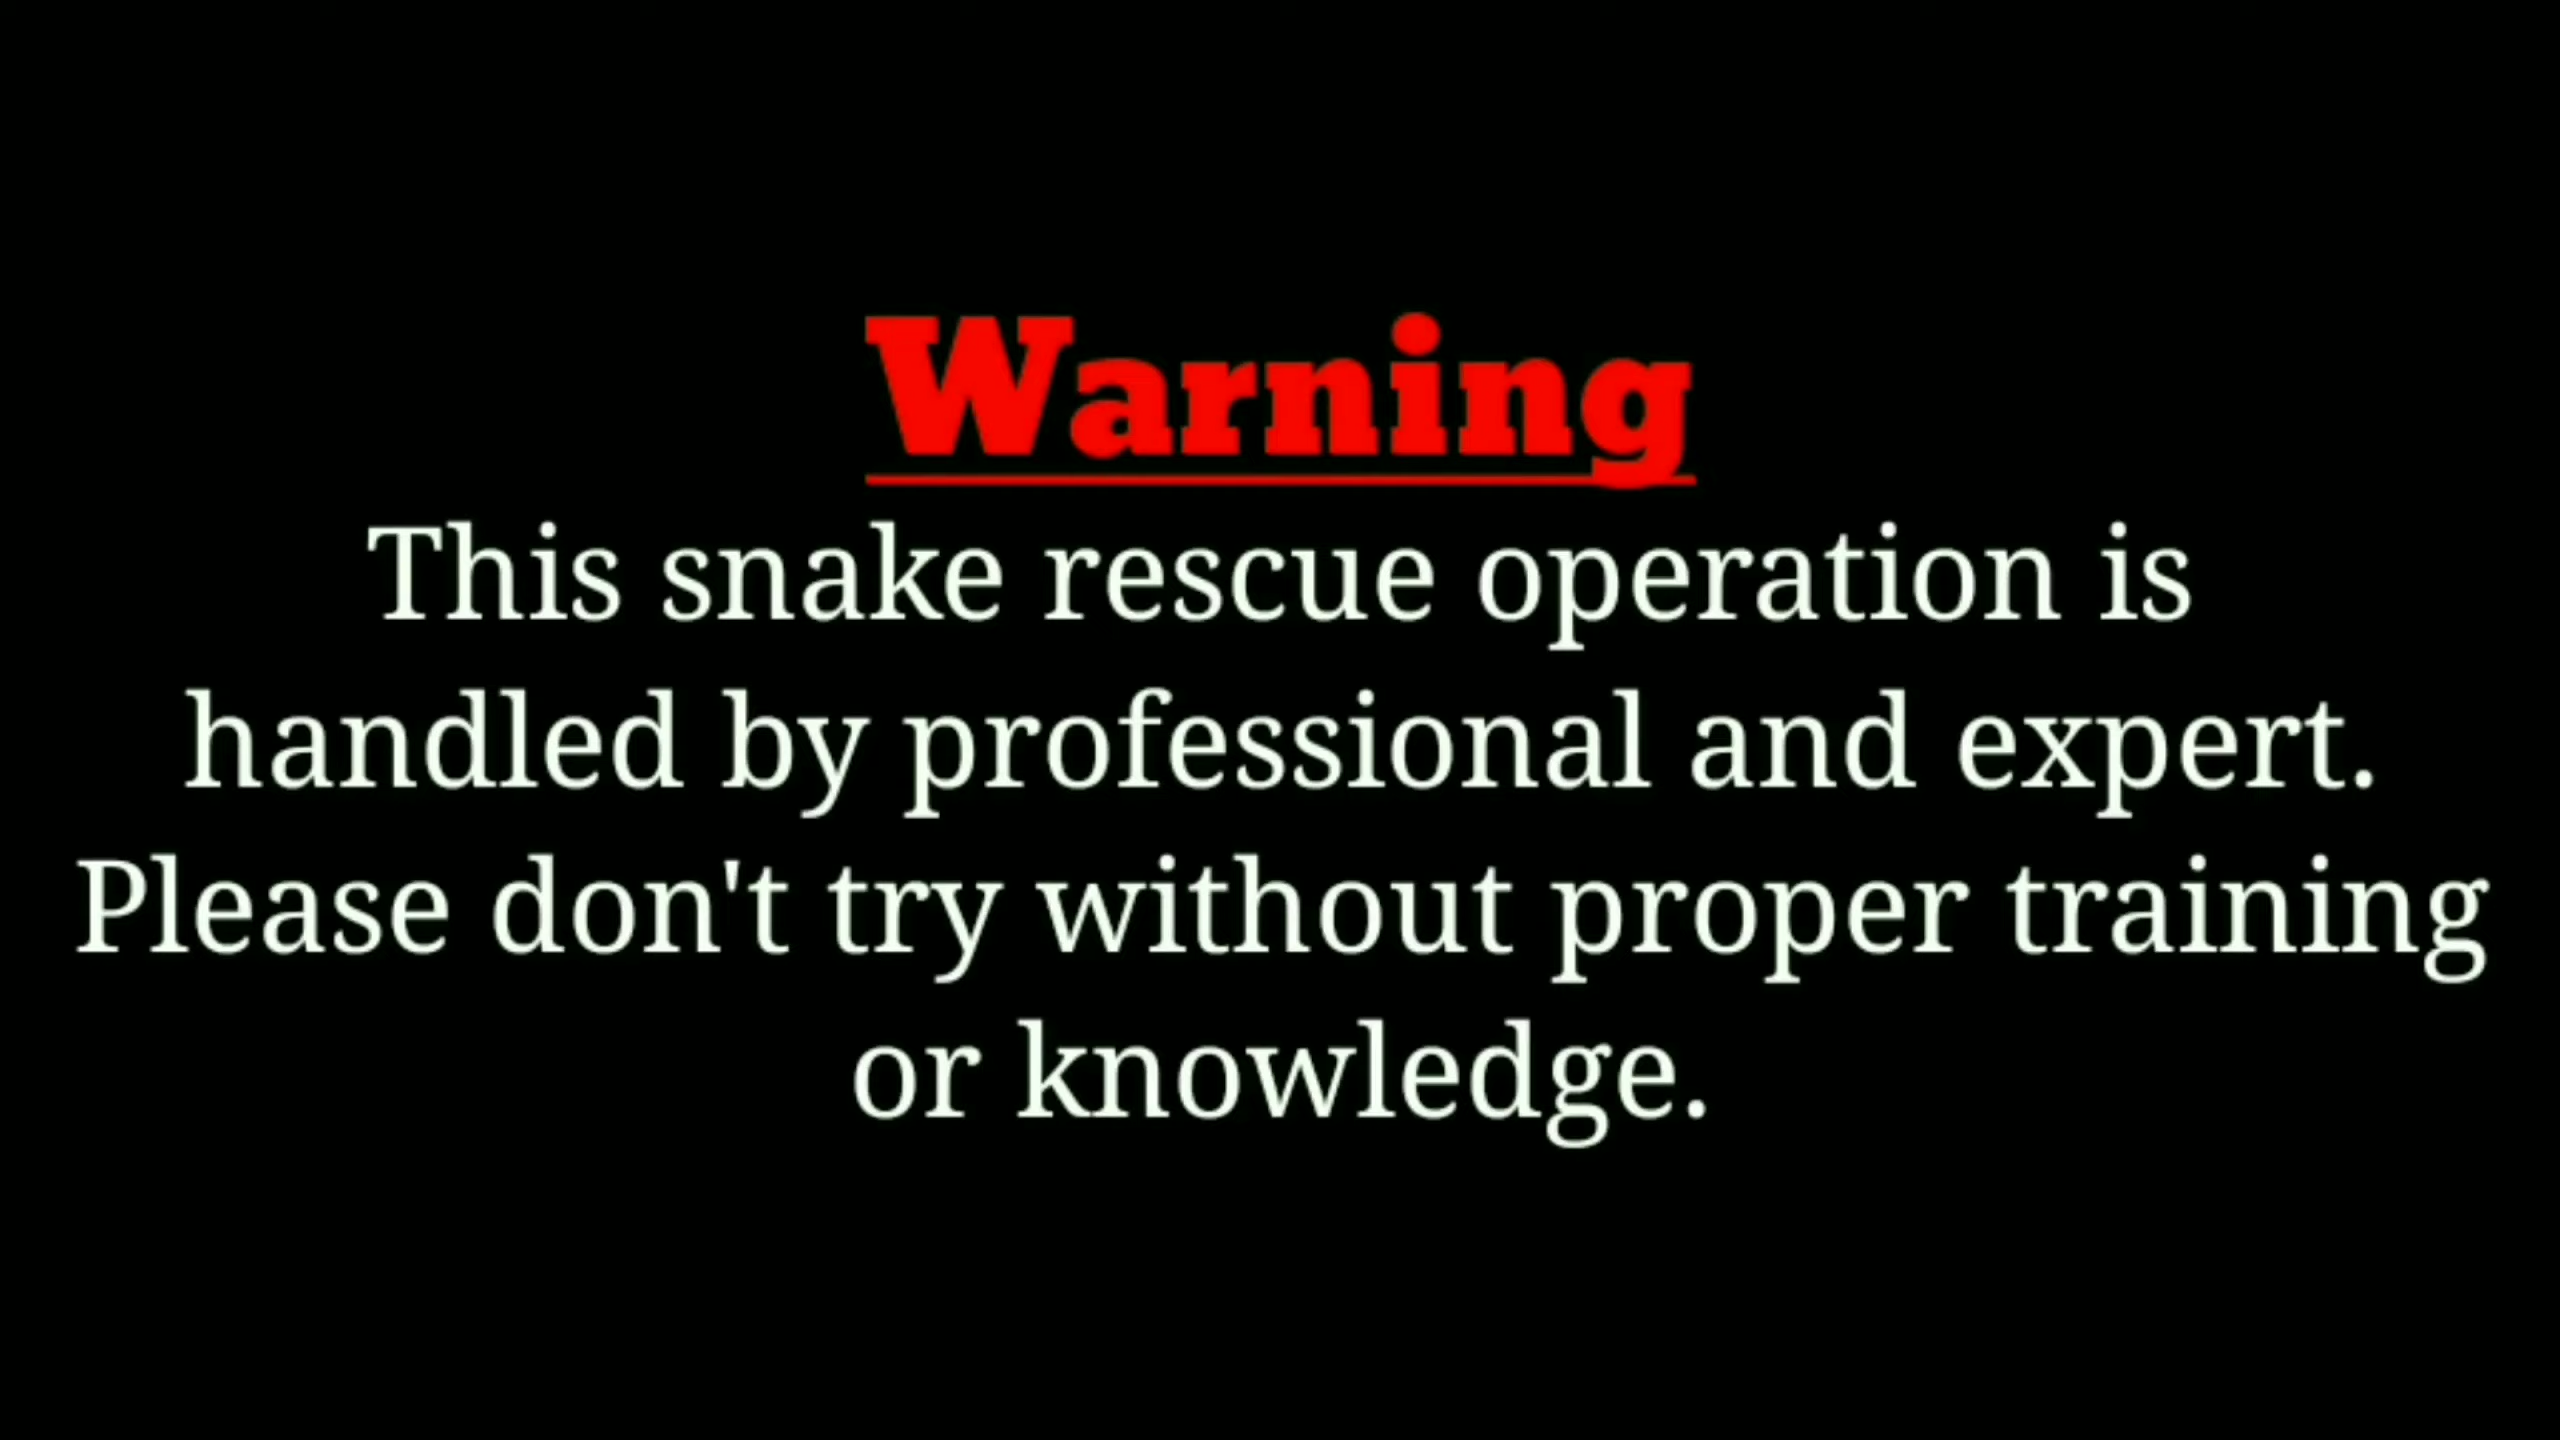 Warning
This snake rescue operation is
handled by professional and expert.
Please don't try without proper training
or knowledge.